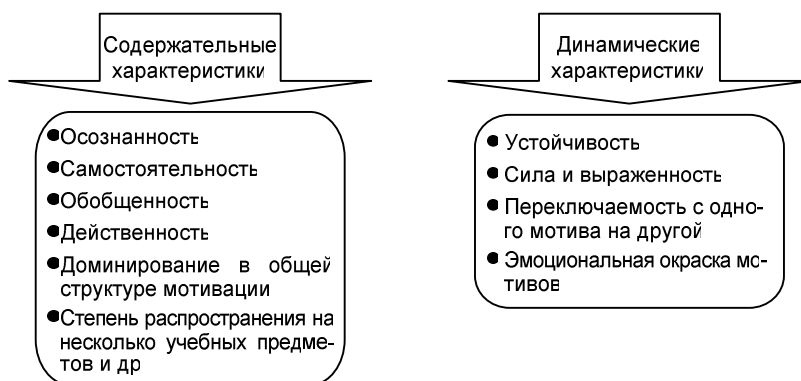 Содержательные
характеристики
● Осознанность
● Самостоятельность
● Обобщенность
● Действенность
● Доминирование в общей
структуре мотивации
● Степень распространения на
несколько учебных предме-
тов и др
Динамические
характеристики
● Устойчивость
● Сила и выраженность
● Переключаемость с одно-
го мотива на другой
● Эмоциональная окраска мо-
тивов